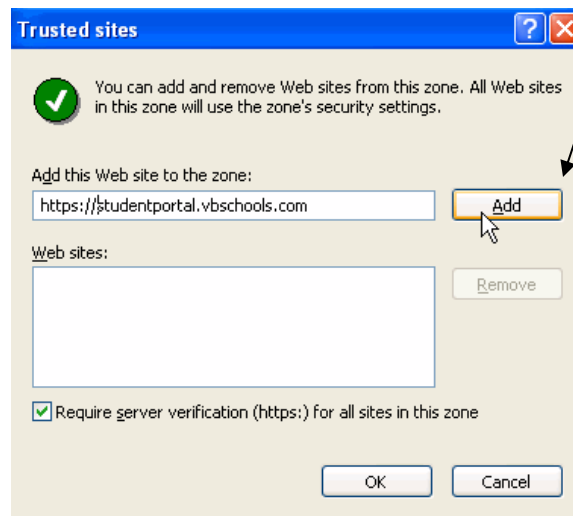 Trusted sites
You can add and remove Web sites from this zone. All Web sites
in this zone will use the zone's security settings.
Add this Web site to the zone:
https://studentportal.vbschools.com
Add
Web sites:
Remove
Require server verification (https:) for all sites in this zone
OK
Cancel